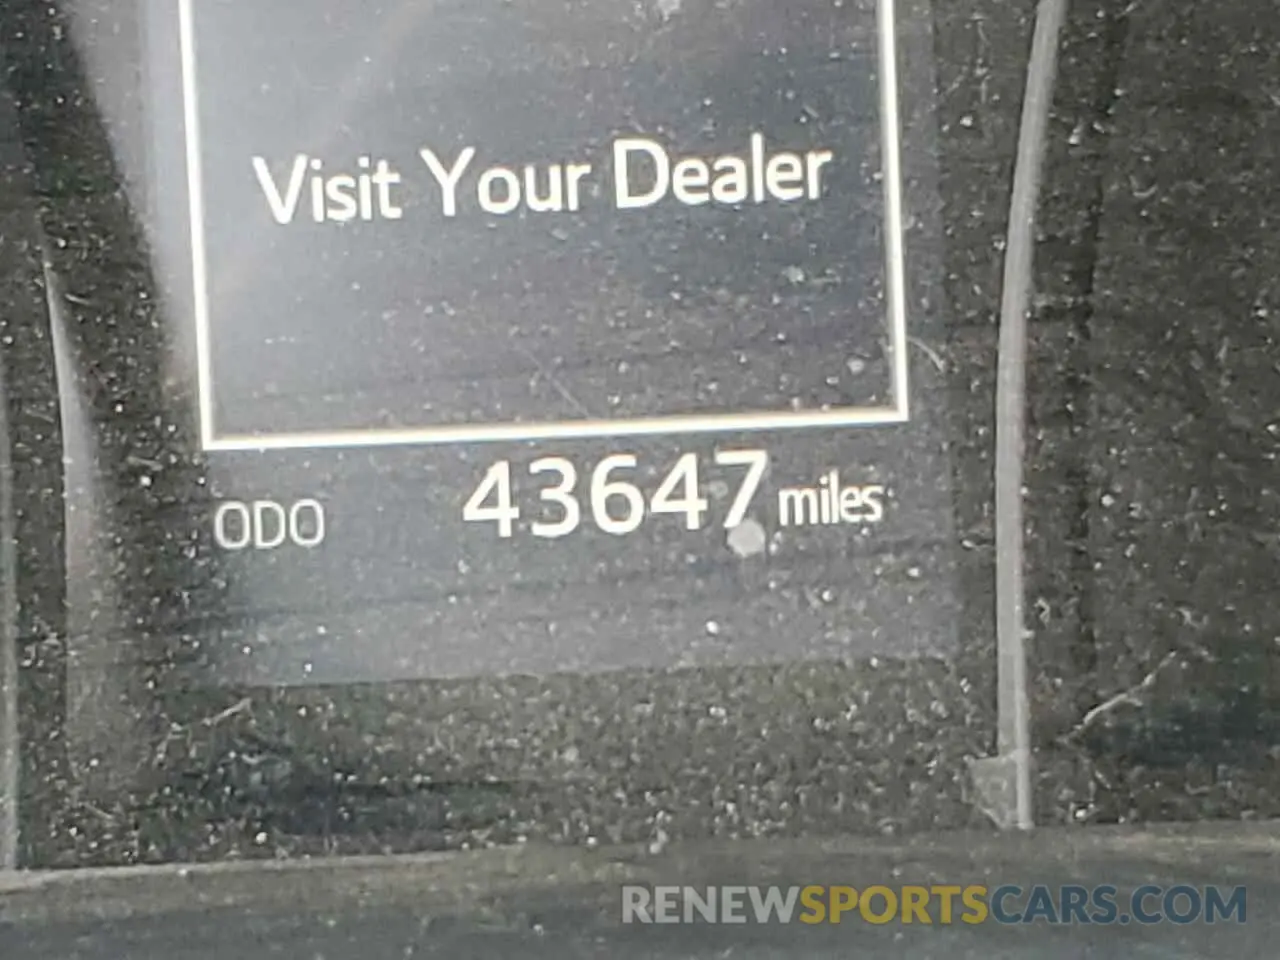 Visit Your Dealer
ODO 43647 miles
RENEWSPORTSCARS.COM